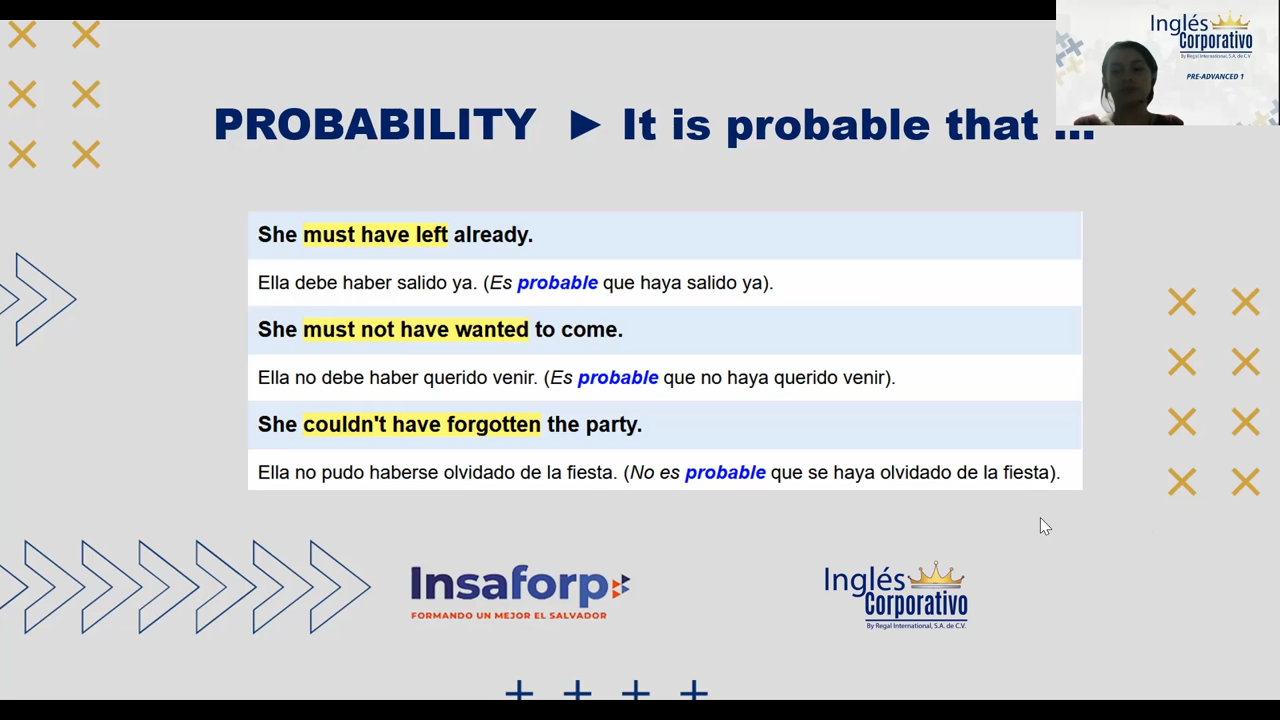 Inglés
Corporativo
By Regal International, S.A. de C.V.
PRE-ADVANCED 1
PROBABILITY ► It is probable that ...
She must have left already.
Ella debe haber salido ya. (Es probable que haya salido ya).
She must not have wanted to come.
Ella no debe haber querido venir. (Es probable que no haya querido venir).
She couldn't have forgotten the party.
Ella no pudo haberse olvidado de la fiesta. (No es probable que se haya olvidado de la fiesta).
Insaforp
FORMANDO UN MEJOR EL SALVADOR
Inglés
Corporativo
By Regal International, S.A. de C.V.